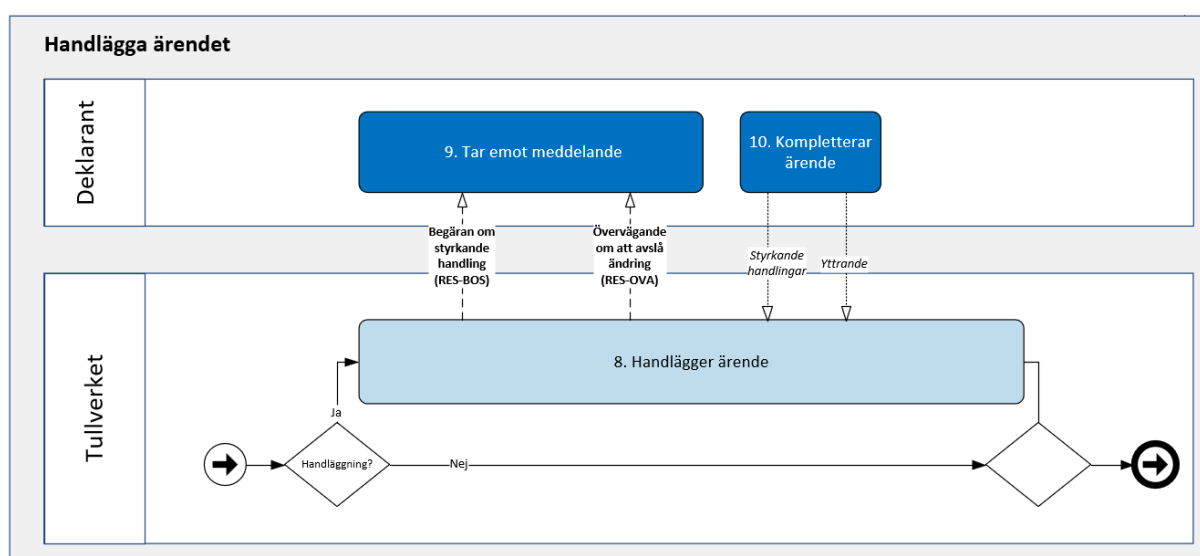 Handlägga ärendet
Deklarant
9. Tar emot meddelande
10. Kompletterar
ärende
Begäran om
styrkande
handling
(RES-BOS)
Övervägande
om att avslå
ändring
(RES-OVA)
Styrkande
handlingar
Yttrande
Tullverket
8. Handlägger ärende
Ja
Handläggning?
Nej